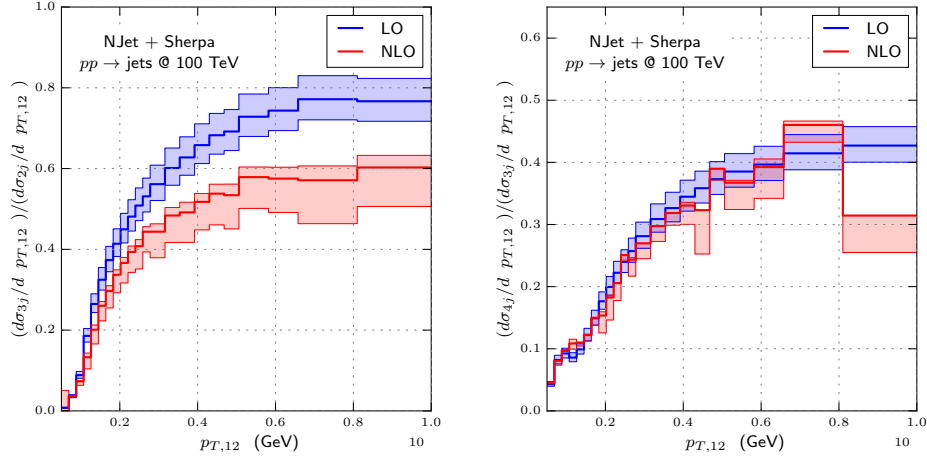 NJet + Sherpa
pp → jets @ 100 TeV
LO
NLO
(dσ3j/d pT,12)/(dσ2j/d pT,12)
1.0
0.8
0.6
0.4
0.2
0.0
0.2 0.4 0.6 0.8 1.0
pT,12 (GeV)
10
NJet + Sherpa
pp → jets @ 100 TeV
LO
NLO
(dσ4j/d pT,12)/(dσ3j/d pT,12)
0.6
0.5
0.4
0.3
0.2
0.1
0.0
0.2 0.4 0.6 0.8 1.0
pT,12 (GeV)
10